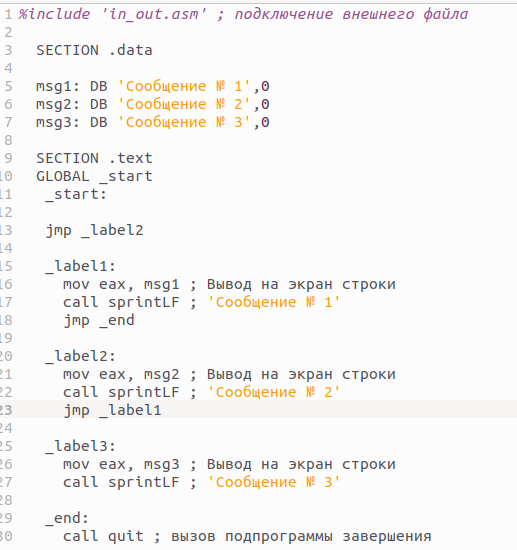 1 %include 'in_out.asm' ; подключение внешнего файла
2
3 SECTION .data
4
5 msg1: DB 'Сообщение № 1',0
6 msg2: DB 'Сообщение № 2',0
7 msg3: DB 'Сообщение № 3',0
8
9 SECTION .text
10 GLOBAL _start
11 _start:
12
13 jmp _label2
14
15 _label1:
16 mov eax, msg1 ; Вывод на экран строки
17 call sprintLF ; 'Сообщение № 1'
18 jmp _end
19
20 _label2:
21 mov eax, msg2 ; Вывод на экран строки
22 call sprintLF ; 'Сообщение № 2'
23 jmp _label1
24
25 _label3:
26 mov eax, msg3 ; Вывод на экран строки
27 call sprintLF ; 'Сообщение № 3'
28
29 _end:
30 call quit ; вызов подпрограммы завершения